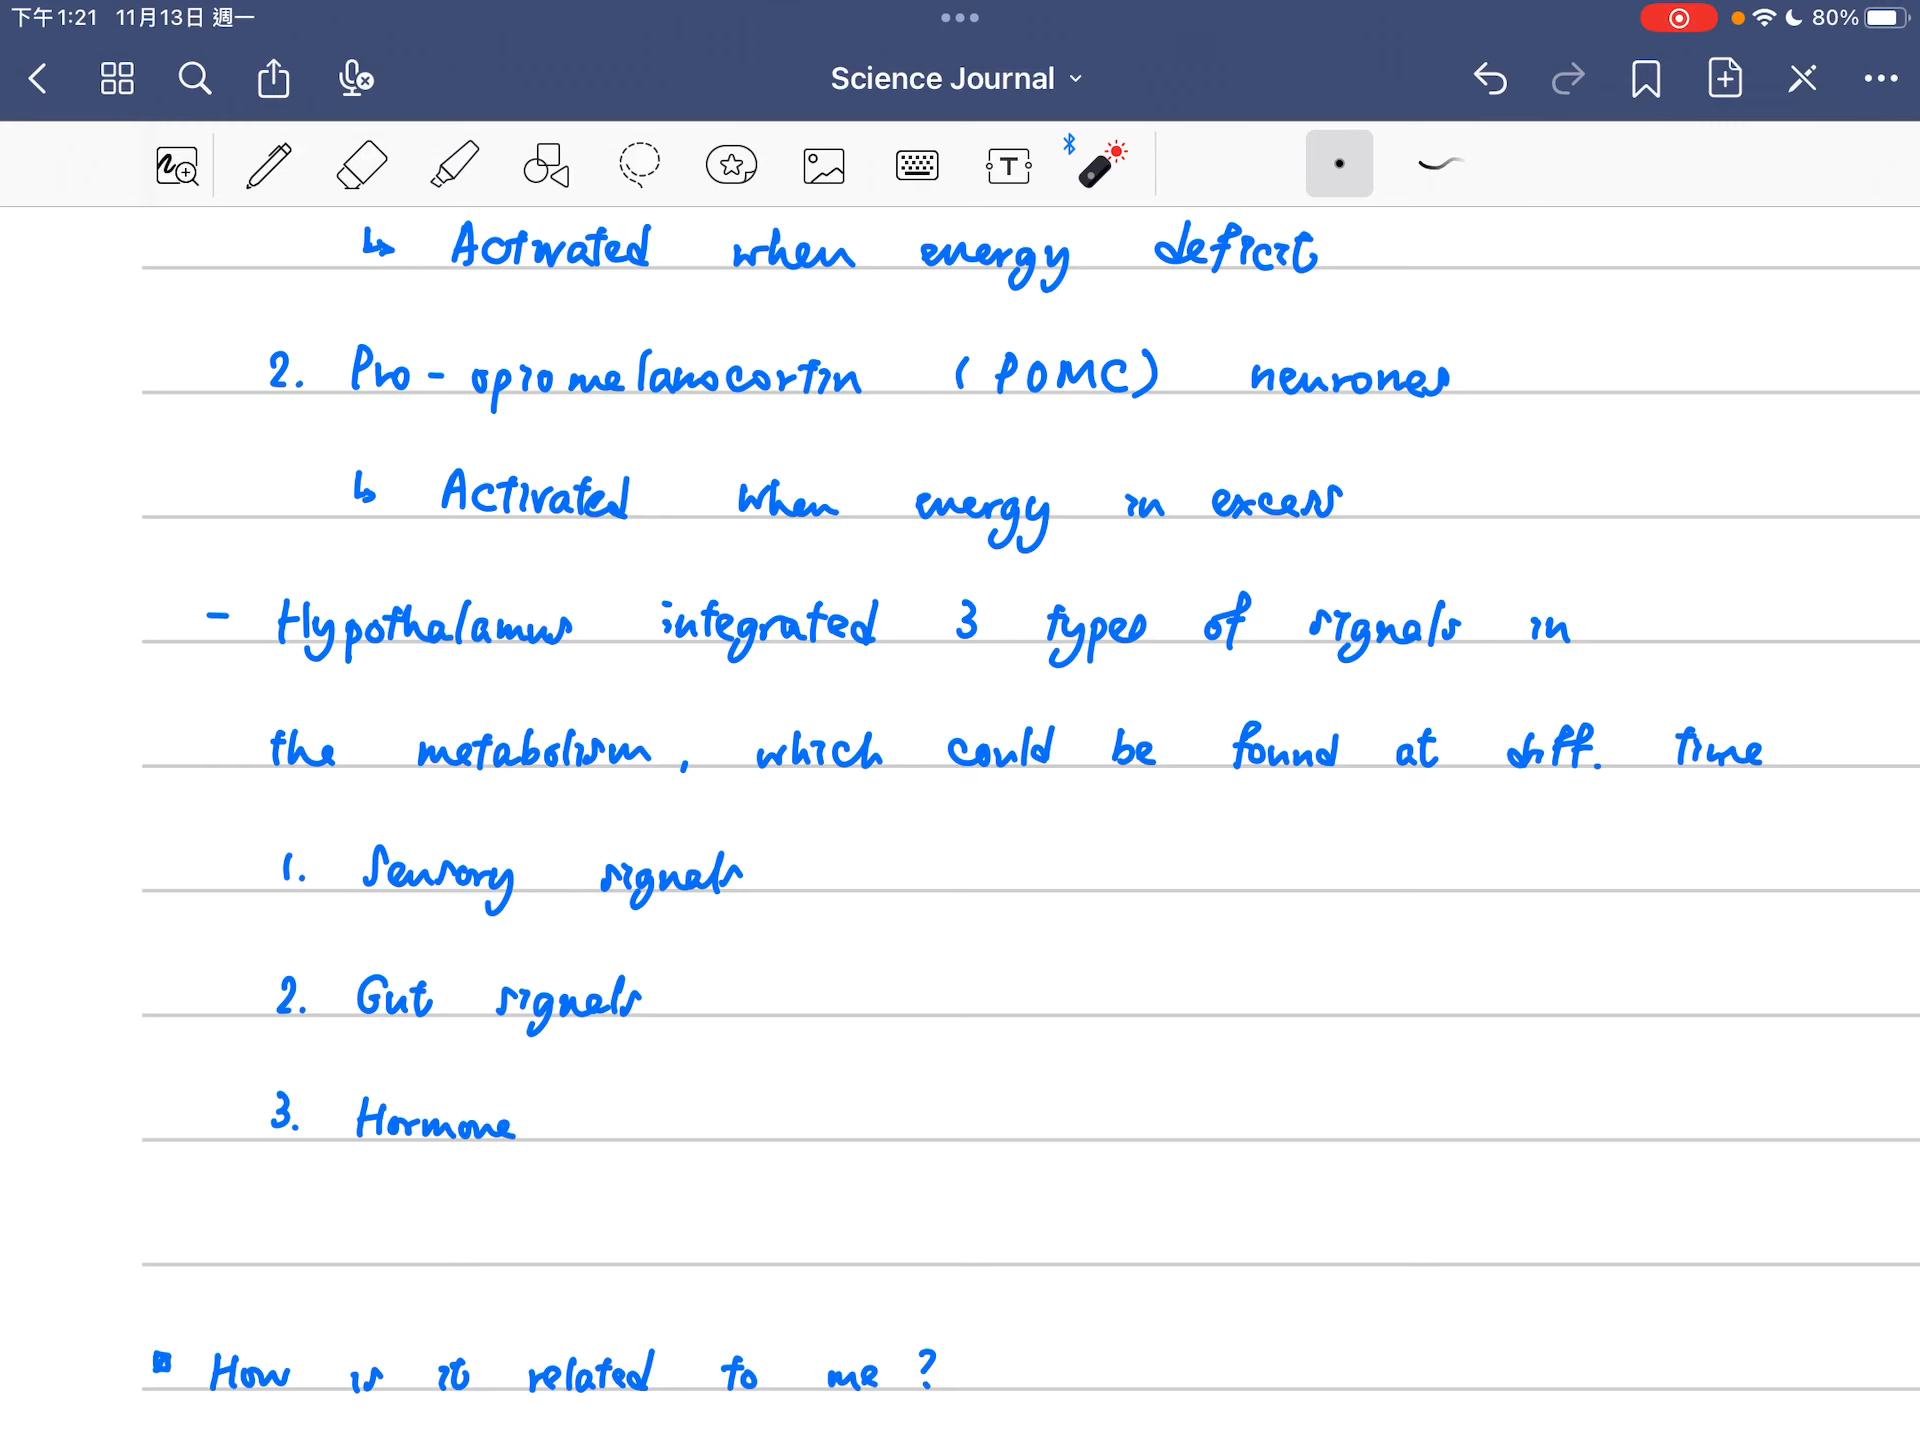 下午1:21 11月13日 週一
80%
Science Journal
T
↳ Activated when energy deficit
2. Pro-opiomelanocortin (POMC) neurones
↳ Activated when energy in excess
- Hypothalamus integrated 3 types of signals in
the metabolism, which could be found at diff. time
1. Sensory signals
2. Gut signals
3. Hormone
How is it related to me?